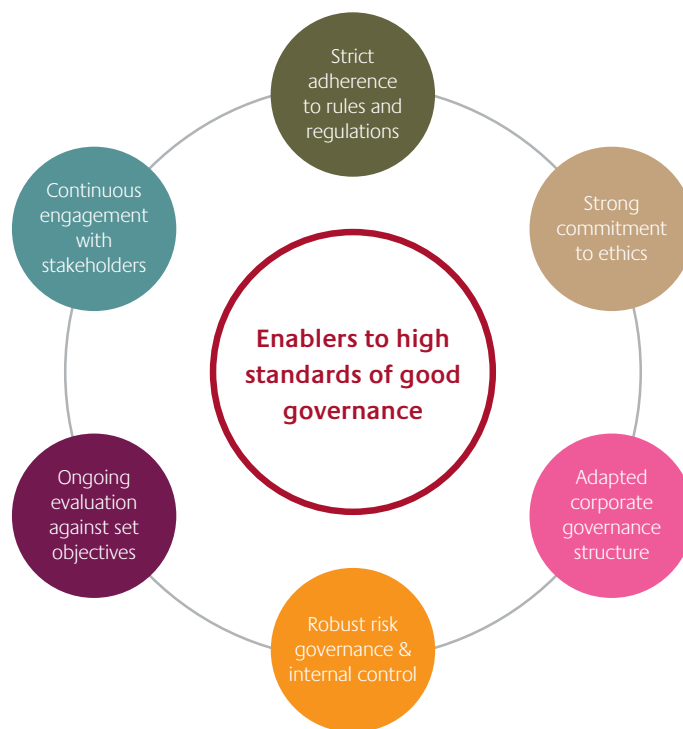 Strict
adherence
to rules and
regulations
Strong
commitment
to ethics
Adapted
corporate
governance
structure
Robust risk
governance &
internal control
Ongoing
evaluation
against set
objectives
Continuous
engagement
with
stakeholders
Enablers to high
standards of good
governance